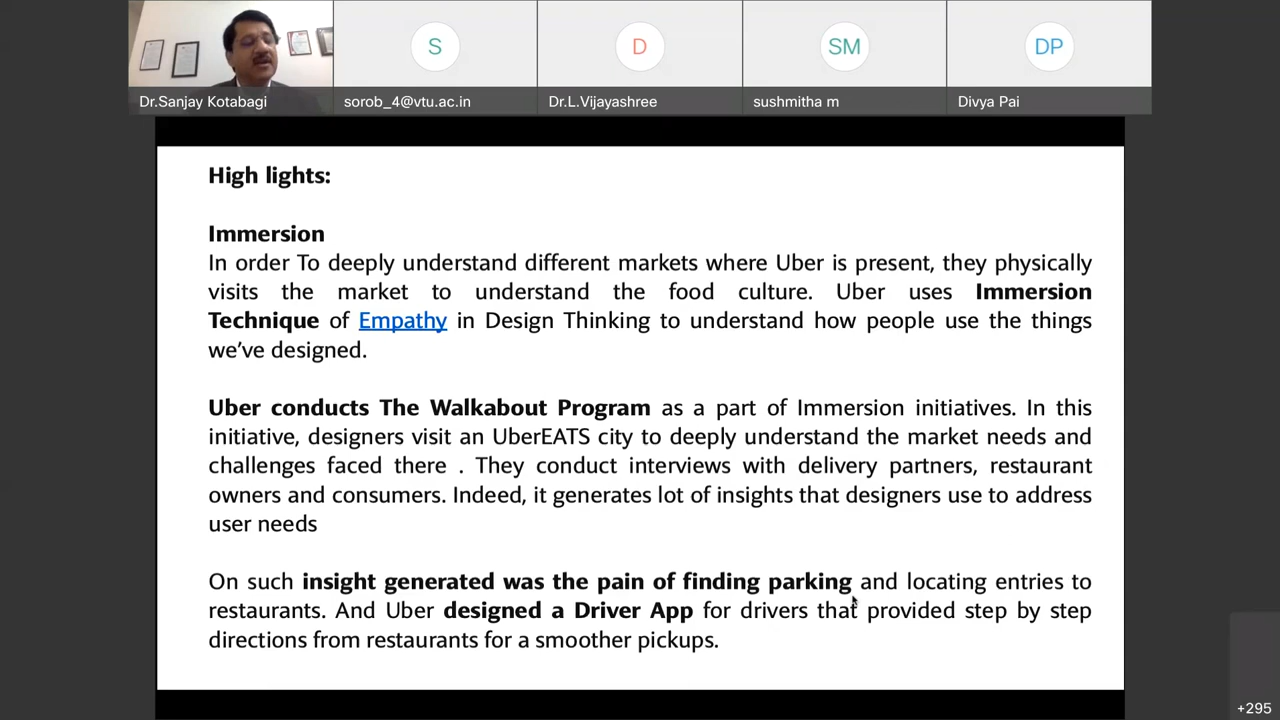 S
D
SM
DP
Dr.Sanjay Kotabagi
sorob_4@vtu.ac.in
Dr.L.Vijayashree
sushmitha m
Divya Pai
High lights:
Immersion
In order To deeply understand different markets where Uber is present, they physically
visits the market to understand the food culture. Uber uses Immersion
Technique of Empathy in Design Thinking to understand how people use the things
we’ve designed.
Uber conducts The Walkabout Program as a part of Immersion initiatives. In this
initiative, designers visit an UberEATS city to deeply understand the market needs and
challenges faced there . They conduct interviews with delivery partners, restaurant
owners and consumers. Indeed, it generates lot of insights that designers use to address
user needs
On such insight generated was the pain of finding parking and locating entries to
restaurants. And Uber designed a Driver App for drivers that provided step by step
directions from restaurants for a smoother pickups.
+295